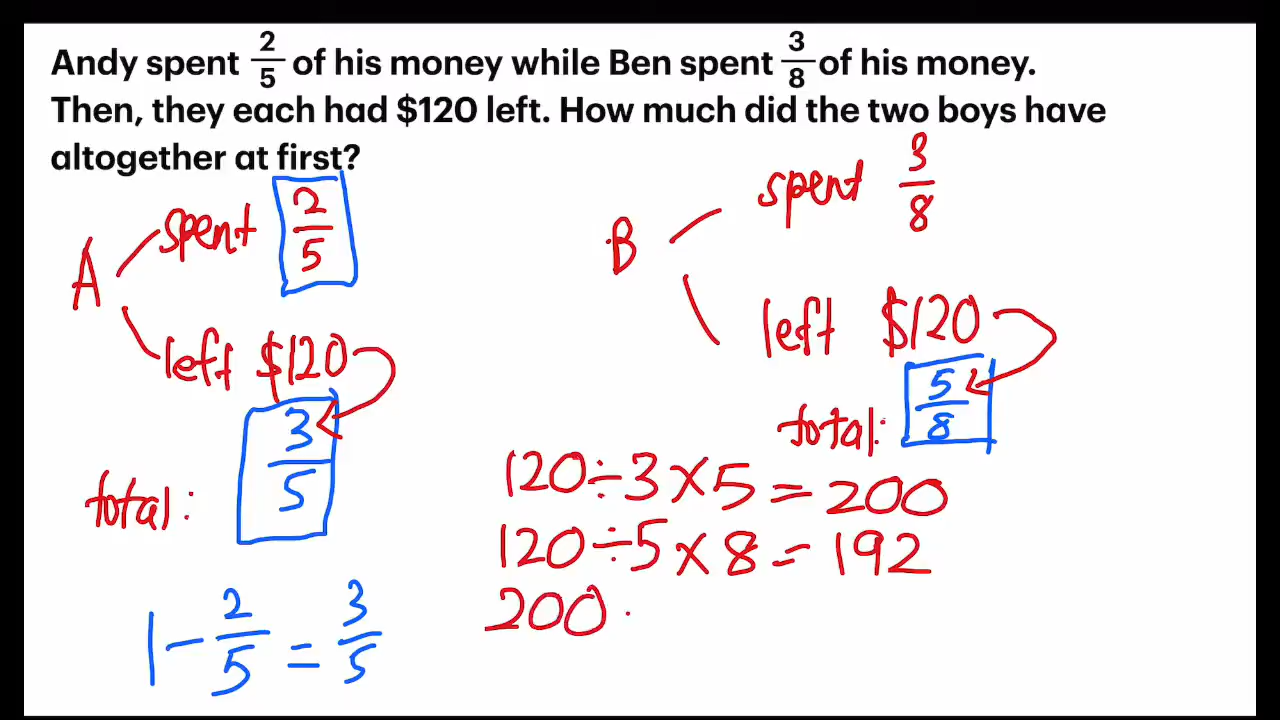 Andy spent 2/5 of his money while Ben spent 3/8 of his money.
Then, they each had $120 left. How much did the two boys have
altogether at first?
A
spent 2/5
left $120
3/5
total:
1 - 2/5 = 3/5
B
spent 3/8
left $120
total: 5/8
120 ÷ 3 × 5 = 200
120 ÷ 5 × 8 = 192
200